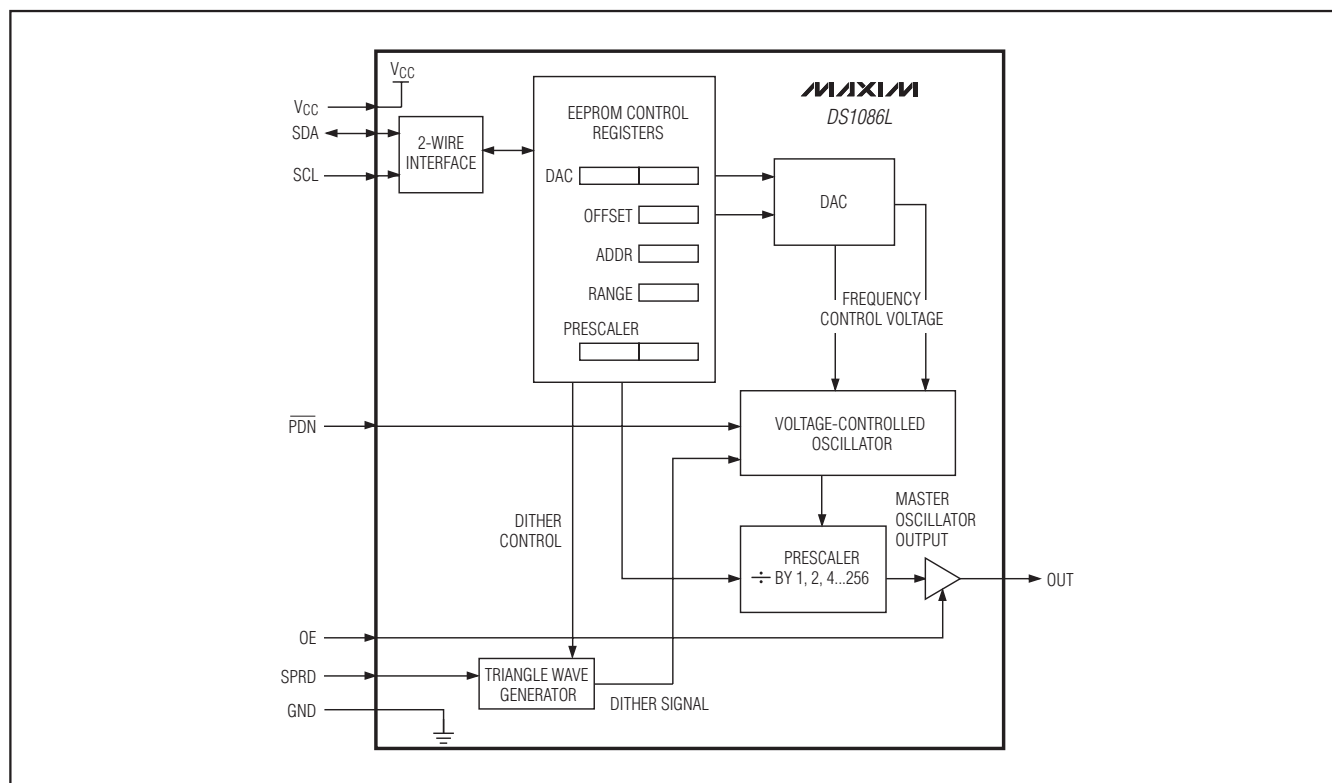 VCC
VCC
SDA
SCL
2-WIRE
INTERFACE
EEPROM CONTROL
REGISTERS
DAC
OFFSET
ADDR
RANGE
PRESCALER
MAXIM
DS1086L
DAC
FREQUENCY
CONTROL VOLTAGE
PDN
VOLTAGE-CONTROLLED
OSCILLATOR
DITHER
CONTROL
MASTER
OSCILLATOR
OUTPUT
PRESCALER
÷ BY 1, 2, 4...256
OUT
OE
SPRD
TRIANGLE WAVE
GENERATOR
DITHER SIGNAL
GND